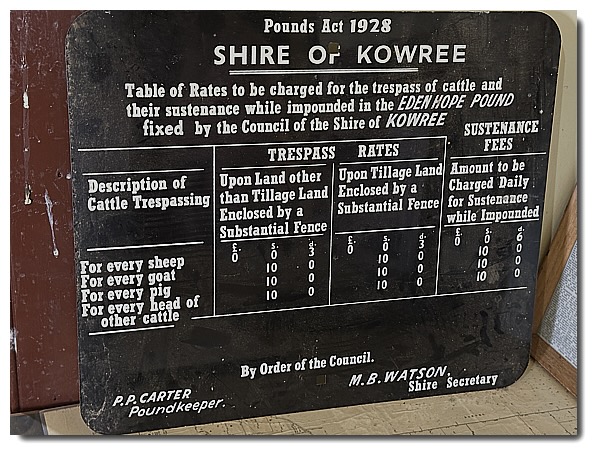 Pounds Act 1928
SHIRE OF KOWREE
Table of Rates to be charged for the trespass of cattle and
their sustenance while impounded in the EDENHOPE POUND
fixed by the Council of the Shire of KOWREE
SUSTENANCE
FEES
TRESPASS RATES
Description of
Cattle Trespassing
Upon Land other
than Tillage Land
Enclosed by a
Substantial Fence
Upon Tillage Land
Enclosed by a
Substantial Fence
Amount to be
Charged Daily
for Sustenance
while Impounded
£. s. d. £. s. d. £. s. d.
For every sheep 0 0 3 0 0 3 0 0 6
For every goat 10 0 10 0 10 0
For every pig 10 0 10 0 10 0
For every head of
other cattle 10 0 10 0 10 0
By Order of the Council.
P.P. CARTER
Poundkeeper.
M.B. WATSON,
Shire Secretary